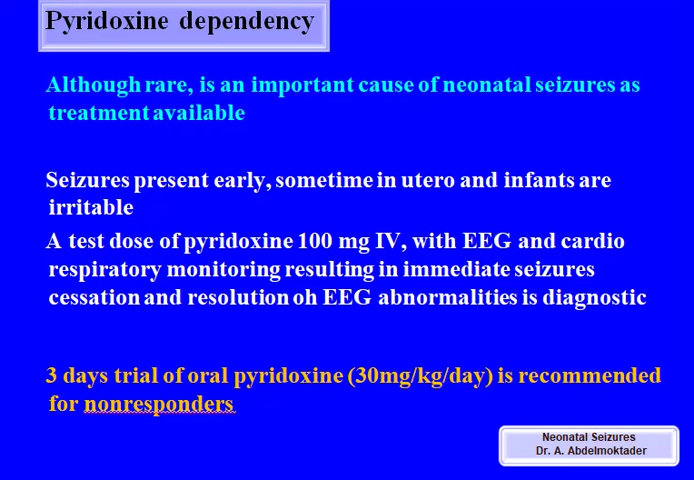 Pyridoxine dependency
Although rare, is an important cause of neonatal seizures as
treatment available
Seizures present early, sometime in utero and infants are
irritable
A test dose of pyridoxine 100 mg IV, with EEG and cardio
respiratory monitoring resulting in immediate seizures
cessation and resolution oh EEG abnormalities is diagnostic
3 days trial of oral pyridoxine (30mg/kg/day) is recommended
for nonresponders
Neonatal Seizures
Dr. A. Abdelmoktader